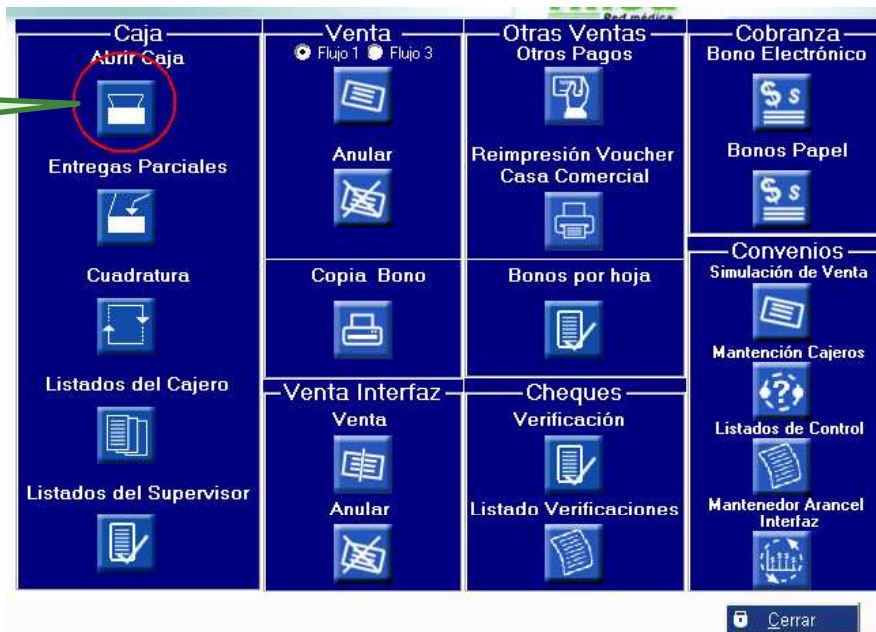 Red médica
Caja
Abrir Caja
Entregas Parciales
Cuadratura
Listados del Cajero
Listados del Supervisor
Venta
Flujo 1 Flujo 3
Anular
Copia Bono
Venta Interfaz
Venta
Anular
Otras Ventas
Otros Pagos
Reimpresión Voucher
Casa Comercial
Bonos por hoja
Cheques
Verificación
Listado Verificaciones
Cobranza
Bono Electrónico
Bonos Papel
Convenios
Simulación de Venta
Mantención Cajeros
Listados de Control
Mantenedor Arancel
Interfaz
Cerrar